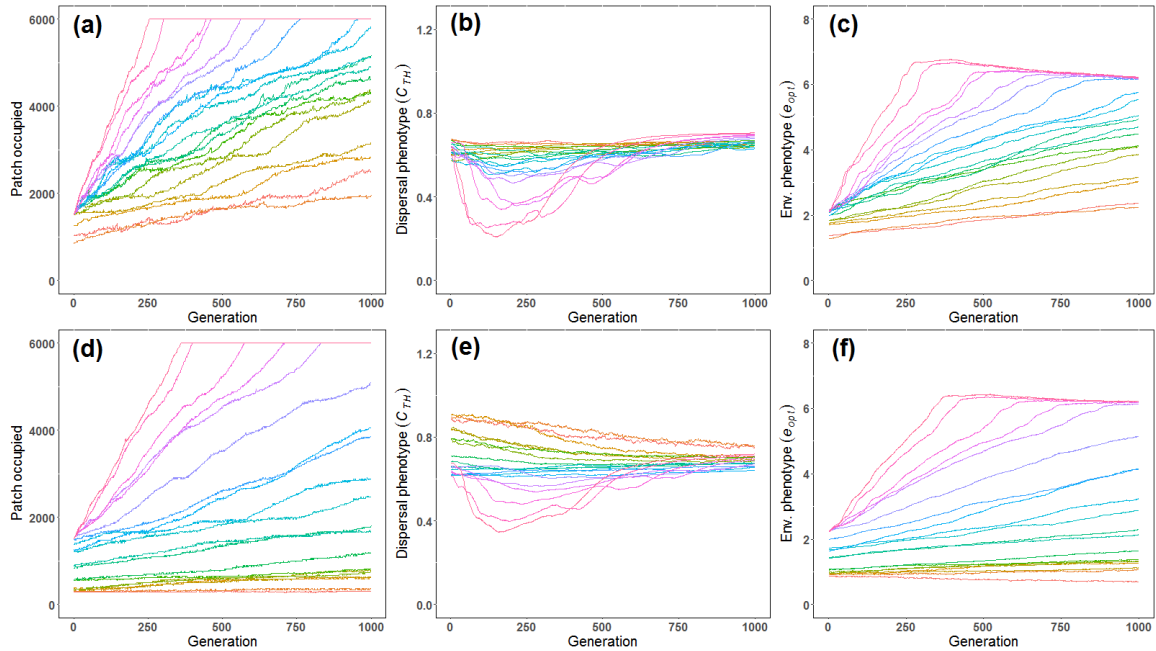 (a)
Patch occupied
6000
4000
2000
0
0 250 500 750 1000
Generation
(b)
Dispersal phenotype (C TH)
1.2
0.8
0.4
0.0
0 250 500 750 1000
Generation
(c)
Env. phenotype (e opt)
8
6
4
2
0
0 250 500 750 1000
Generation
(d)
Patch occupied
6000
4000
2000
0
0 250 500 750 1000
Generation
(e)
Dispersal phenotype (C TH)
1.2
0.8
0.4
0.0
0 250 500 750 1000
Generation
(f)
Env. phenotype (e opt)
8
6
4
2
0
0 250 500 750 1000
Generation